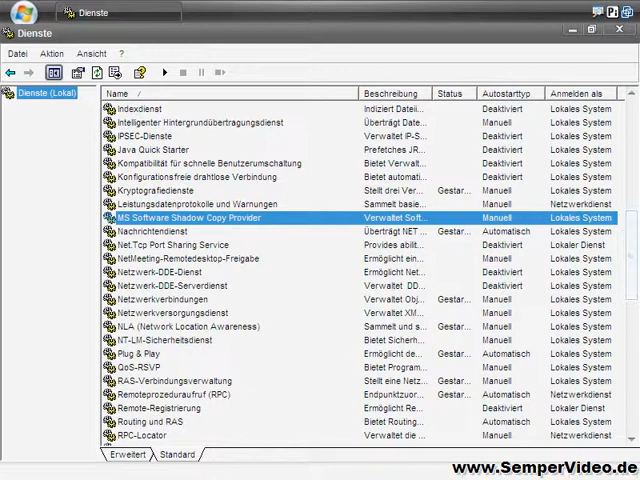 Dienste
Dienste
Datei Aktion Ansicht ?
Dienste (Lokal)
Name / Beschreibung Status Autostarttyp Anmelden als
Indexdienst Indiziert Dateii... Deaktiviert Lokales System
Intelligenter Hintergrundübertragungsdienst Überträgt Date... Manuell Lokales System
IPSEC-Dienste Verwaltet IP-S... Deaktiviert Lokales System
Java Quick Starter Prefetches JR... Deaktiviert Lokales System
Kompatibilität für schnelle Benutzerumschaltung Bietet Verwalt... Deaktiviert Lokales System
Konfigurationsfreie drahtlose Verbindung Bietet autom... Deaktiviert Lokales System
Kryptografiedienste Stellt drei Ver... Gestar... Automatisch Lokales System
Leistungsdatenprotokolle und Warnungen Sammelt basie... Manuell Netzwerkdienst
MS Software Shadow Copy Provider Verwaltet Soft... Manuell Lokales System
Nachrichtendienst Überträgt NET ... Gestar... Automatisch Lokales System
Net.Tcp Port Sharing Service Provides abili... Deaktiviert Lokaler Dienst
NetMeeting-Remotedesktop-Freigabe Ermöglicht ein... Manuell Lokales System
Netzwerk-DDE-Dienst Ermöglicht Net... Deaktiviert Lokales System
Netzwerk-DDE-Serverdienst Verwaltet DD... Deaktiviert Lokales System
Netzwerkverbindungen Verwaltet Obj... Gestar... Manuell Lokales System
Netzwerkversorgungsdienst Verwaltet XM... Manuell Lokales System
NLA (Network Location Awareness) Sammelt und s... Gestar... Manuell Lokales System
NT-LM-Sicherheitsdienst Bietet Sicherh... Manuell Lokales System
Plug & Play Ermöglicht de... Gestar... Automatisch Lokales System
QoS-RSVP Bietet Program... Manuell Lokales System
RAS-Verbindungsverwaltung Stellt eine Netz... Gestar... Manuell Lokales System
Remoteprozeduraufruf (RPC) Endpunktzuor... Gestar... Automatisch Netzwerkdienst
Remote-Registrierung Ermöglicht Re... Deaktiviert Lokaler Dienst
Routing und RAS Bietet Routing... Deaktiviert Lokales System
RPC-Locator Verwaltet die ... Manuell Netzwerkdienst
Erweitert Standard
www.SemperVideo.de